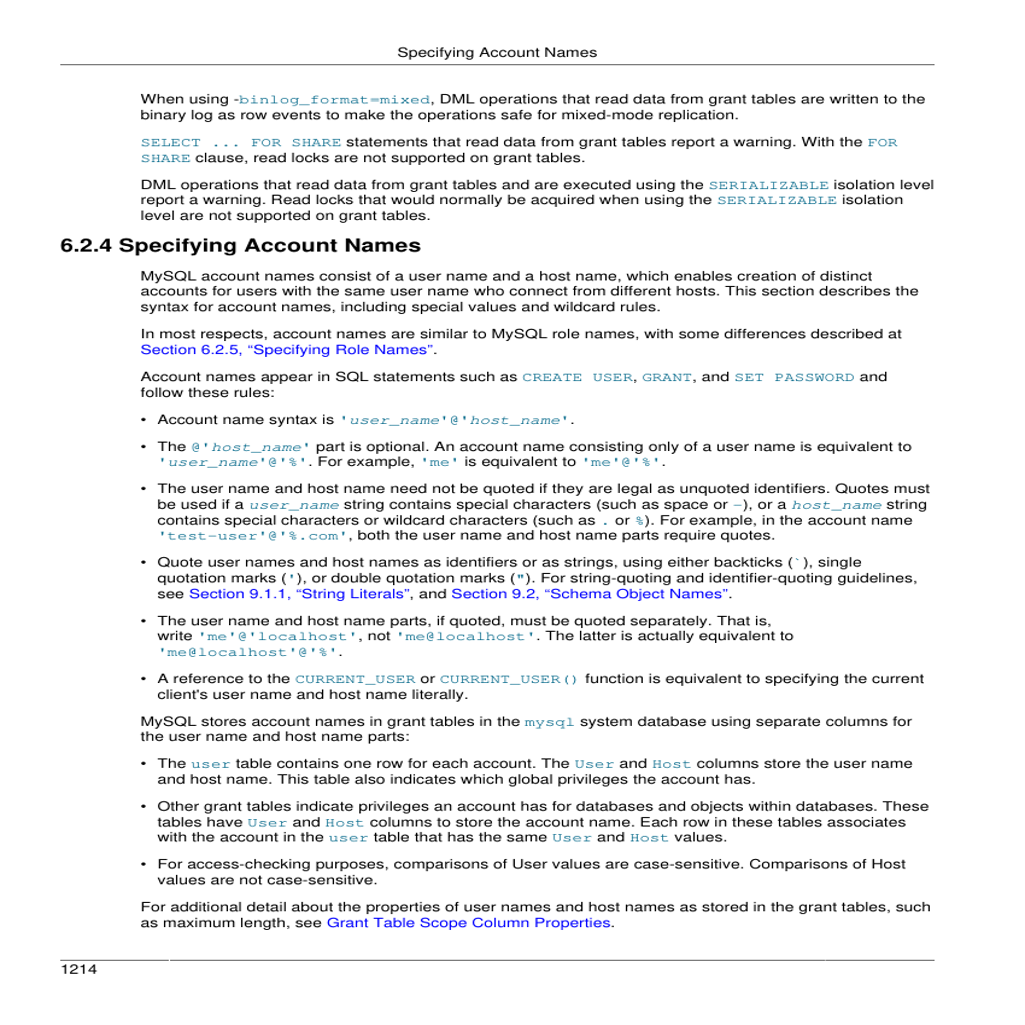 Specifying Account Names
When using -binlog_format=mixed, DML operations that read data from grant tables are written to the
binary log as row events to make the operations safe for mixed-mode replication.
SELECT ... FOR SHARE statements that read data from grant tables report a warning. With the FOR
SHARE clause, read locks are not supported on grant tables.
DML operations that read data from grant tables and are executed using the SERIALIZABLE isolation level
report a warning. Read locks that would normally be acquired when using the SERIALIZABLE isolation
level are not supported on grant tables.
6.2.4 Specifying Account Names
MySQL account names consist of a user name and a host name, which enables creation of distinct
accounts for users with the same user name who connect from different hosts. This section describes the
syntax for account names, including special values and wildcard rules.
In most respects, account names are similar to MySQL role names, with some differences described at
Section 6.2.5, “Specifying Role Names”.
Account names appear in SQL statements such as CREATE USER, GRANT, and SET PASSWORD and
follow these rules:
• Account name syntax is 'user_name'@'host_name'.
• The @'host_name' part is optional. An account name consisting only of a user name is equivalent to
'user_name'@'%'. For example, 'me' is equivalent to 'me'@'%'.
• The user name and host name need not be quoted if they are legal as unquoted identifiers. Quotes must
be used if a user_name string contains special characters (such as space or -), or a host_name string
contains special characters or wildcard characters (such as . or %). For example, in the account name
'test-user'@'%.com', both the user name and host name parts require quotes.
• Quote user names and host names as identifiers or as strings, using either backticks (`), single
quotation marks ('), or double quotation marks ("). For string-quoting and identifier-quoting guidelines,
see Section 9.1.1, “String Literals”, and Section 9.2, “Schema Object Names”.
• The user name and host name parts, if quoted, must be quoted separately. That is,
write 'me'@'localhost', not 'me@localhost'. The latter is actually equivalent to
'me@localhost'@'%'.
• A reference to the CURRENT_USER or CURRENT_USER() function is equivalent to specifying the current
client's user name and host name literally.
MySQL stores account names in grant tables in the mysql system database using separate columns for
the user name and host name parts:
• The user table contains one row for each account. The User and Host columns store the user name
and host name. This table also indicates which global privileges the account has.
• Other grant tables indicate privileges an account has for databases and objects within databases. These
tables have User and Host columns to store the account name. Each row in these tables associates
with the account in the user table that has the same User and Host values.
• For access-checking purposes, comparisons of User values are case-sensitive. Comparisons of Host
values are not case-sensitive.
For additional detail about the properties of user names and host names as stored in the grant tables, such
as maximum length, see Grant Table Scope Column Properties.
1214